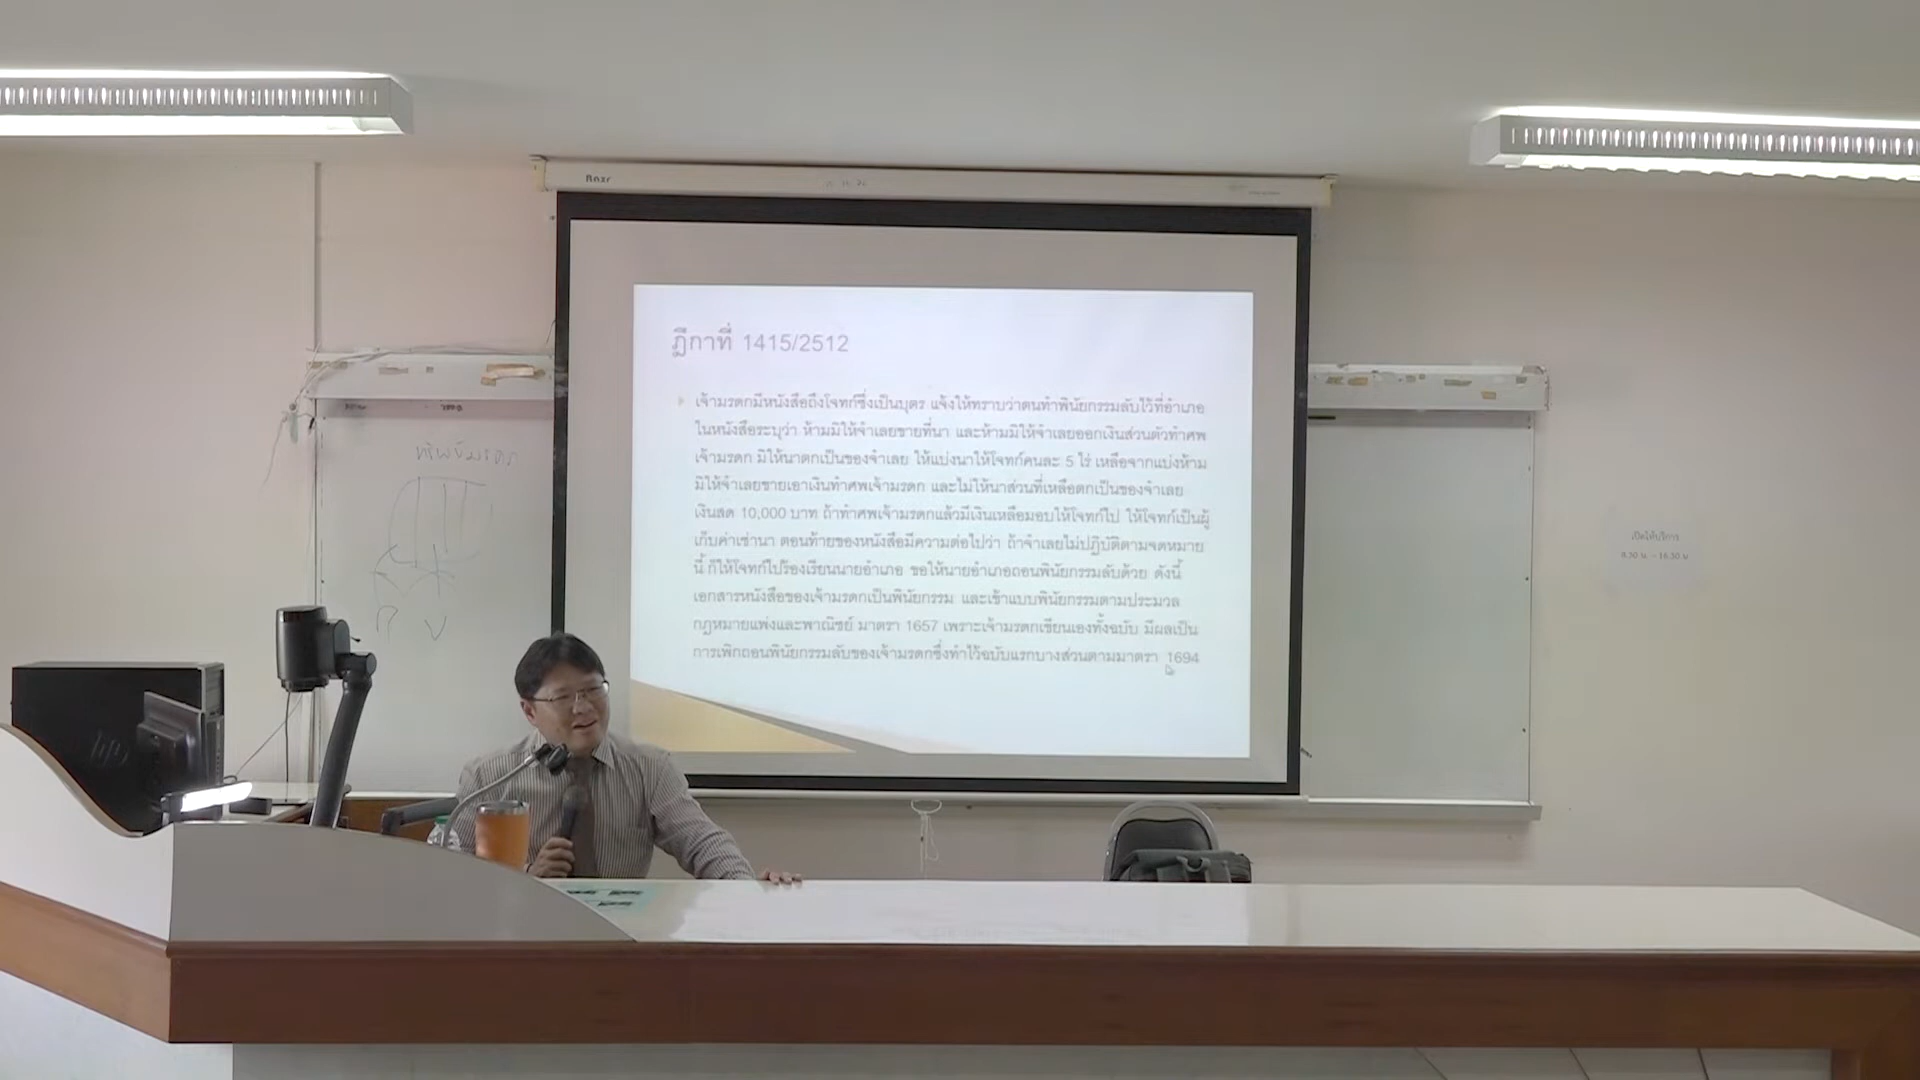 ฎีกาที่ 1415/2512
เจ้ามรดกมีหนังสือถึงโจทก์ซึ่งเป็นบุตร แจ้งให้ทราบว่าตนทำพินัยกรรมลับไว้ที่อำเภอ
ในหนังสือระบุว่า ห้ามมิให้จำเลยขายที่นา และห้ามมิให้จำเลยออกเงินส่วนตัวทำศพ
เจ้ามรดก มิให้นาตกเป็นของจำเลย ให้แบ่งนาให้โจทก์คนละ 5 ไร่ เหลือจากแบ่งห้าม
มิให้จำเลยขายเอาเงินทำศพเจ้ามรดก และไม่ให้นาส่วนที่เหลือตกเป็นของจำเลย
เงินสด 10,000 บาท ถ้าทำศพเจ้ามรดกแล้วมีเงินเหลือมอบให้โจทก์ไป ให้โจทก์เป็นผู้
เก็บค่าเช่านา ตอนท้ายของหนังสือมีความต่อไปว่า ถ้าจำเลยไม่ปฏิบัติตามจดหมาย
นี้ ก็ให้โจทก์ไปร้องเรียนนายอำเภอ ขอให้นายอำเภอถอนพินัยกรรมลับด้วย ดังนี้
เอกสารหนังสือของเจ้ามรดกเป็นพินัยกรรม และเข้าแบบพินัยกรรมตามประมวล
กฎหมายแพ่งและพาณิชย์ มาตรา 1657 เพราะเจ้ามรดกเขียนเองทั้งฉบับ มีผลเป็น
การเพิกถอนพินัยกรรมลับของเจ้ามรดกซึ่งทำไว้ฉบับแรกบางส่วนตามมาตรา 1694
เปิดให้บริการ
8.30 น. – 16.30 น.
hp